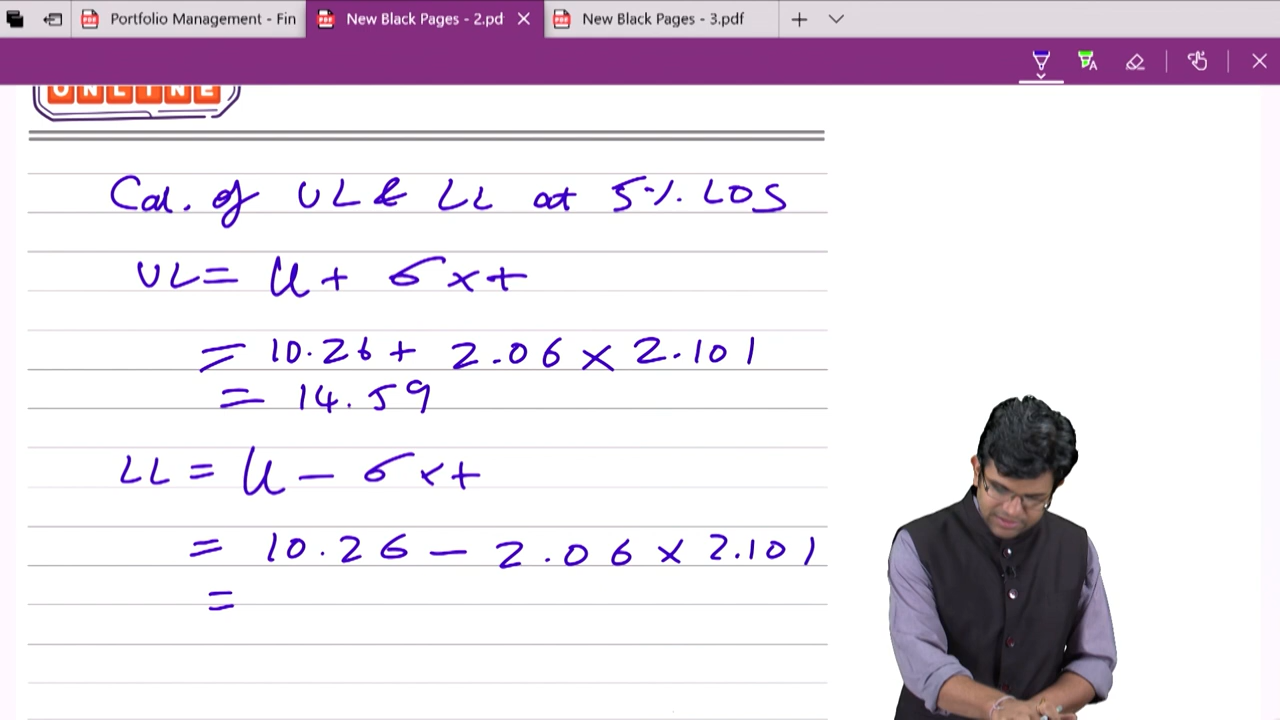 Portfolio Management - Fin
New Black Pages - 2.pd
New Black Pages - 3.pdf
ONLINE
Cal. of UL & LL at 5% LOS
UL = μ + σ × t
= 10.26 + 2.06 × 2.101
= 14.59
LL = μ - σ × t
= 10.26 - 2.06 × 2.101
=